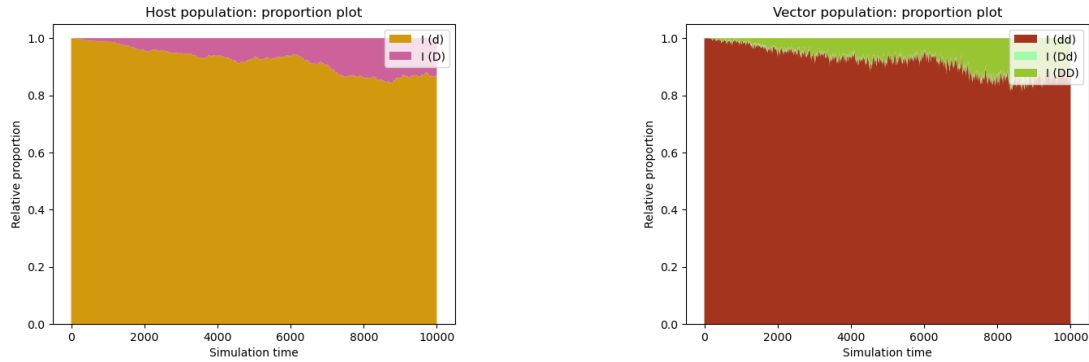 Host population: proportion plot
1.0
0.8
0.6
0.4
0.2
0.0
Relative proportion
I (d)
I (D)
0 2000 4000 6000 8000 10000
Simulation time
Vector population: proportion plot
1.0
0.8
0.6
0.4
0.2
0.0
Relative proportion
I (dd)
I (Dd)
I (DD)
0 2000 4000 6000 8000 10000
Simulation time